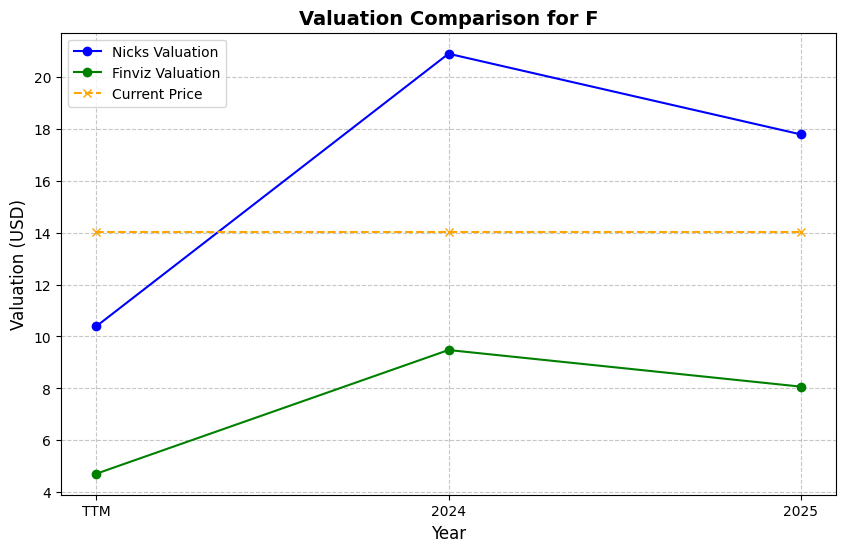 Valuation Comparison for F
Nicks Valuation
Finviz Valuation
Current Price
Valuation (USD)
20
18
16
14
12
10
8
6
4
TTM 2024 2025
Year